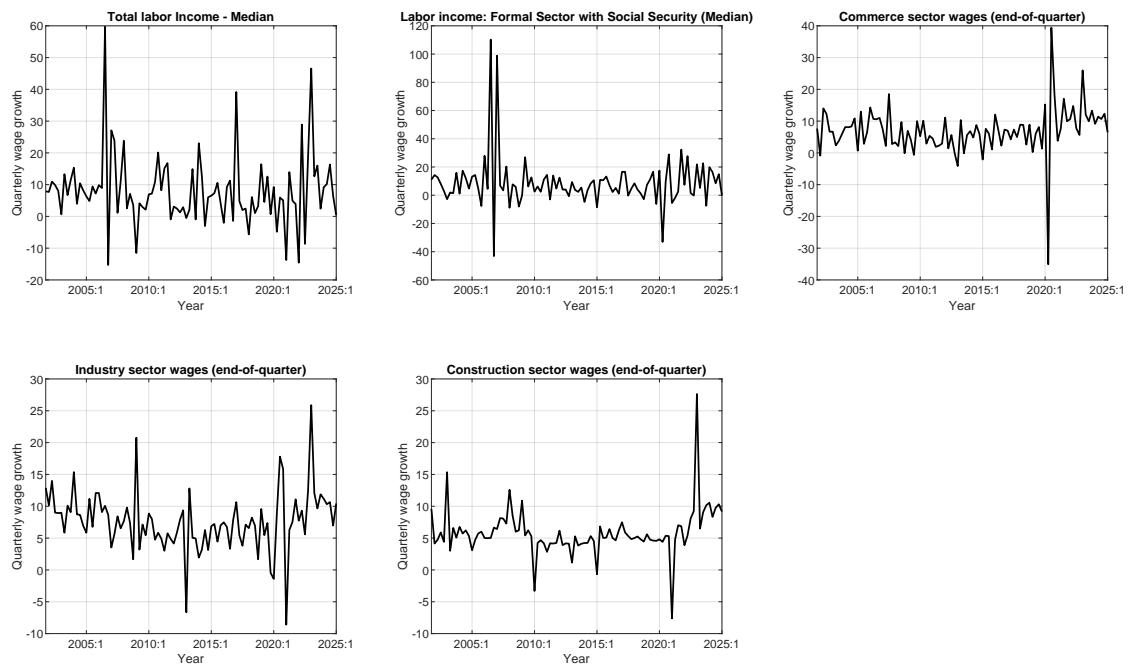 Total labor Income - Median
Quarterly wage growth
60
50
40
30
20
10
0
-10
-20
2005:1 2010:1 2015:1 2020:1 2025:1
Year
Labor income: Formal Sector with Social Security (Median)
Quarterly wage growth
120
100
80
60
40
20
0
-20
-40
-60
2005:1 2010:1 2015:1 2020:1 2025:1
Year
Commerce sector wages (end-of-quarter)
Quarterly wage growth
40
30
20
10
0
-10
-20
-30
-40
2005:1 2010:1 2015:1 2020:1 2025:1
Year
Industry sector wages (end-of-quarter)
Quarterly wage growth
30
25
20
15
10
5
0
-5
-10
2005:1 2010:1 2015:1 2020:1 2025:1
Year
Construction sector wages (end-of-quarter)
Quarterly wage growth
30
25
20
15
10
5
0
-5
-10
2005:1 2010:1 2015:1 2020:1 2025:1
Year